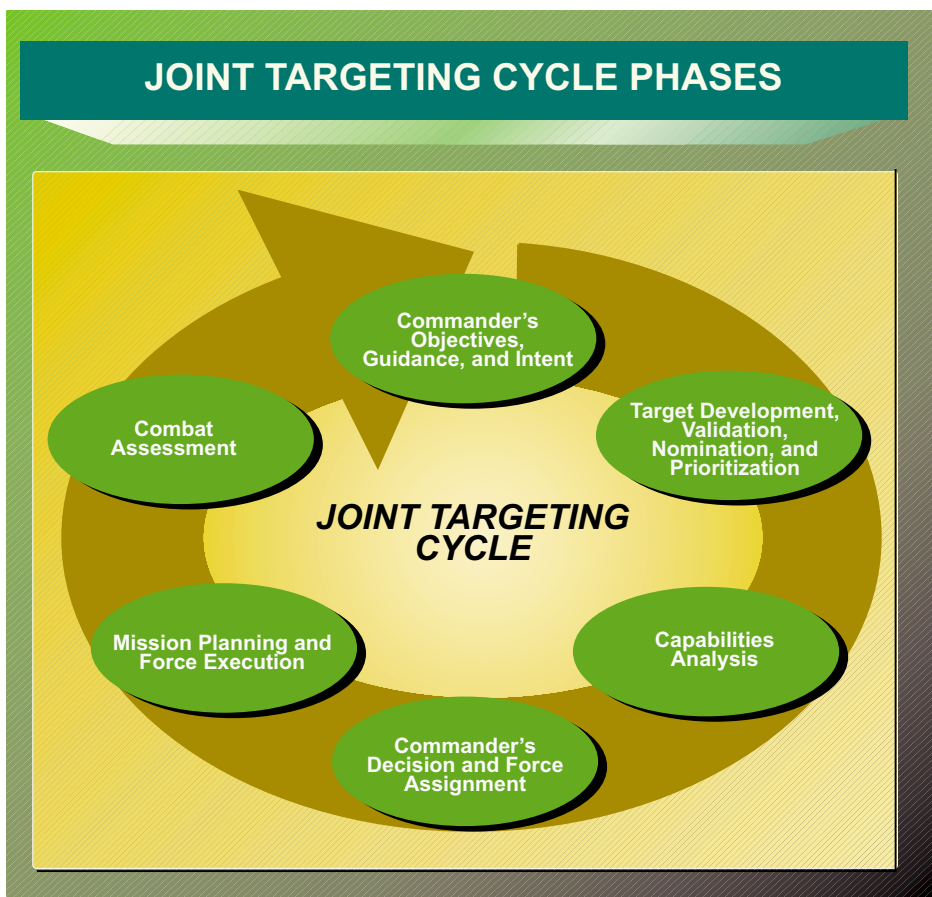 JOINT TARGETING CYCLE PHASES
Commander’s
Objectives,
Guidance, and Intent
Target Development,
Validation,
Nomination, and
Prioritization
Combat
Assessment
JOINT TARGETING
CYCLE
Capabilities
Analysis
Mission Planning and
Force Execution
Commander’s
Decision and Force
Assignment